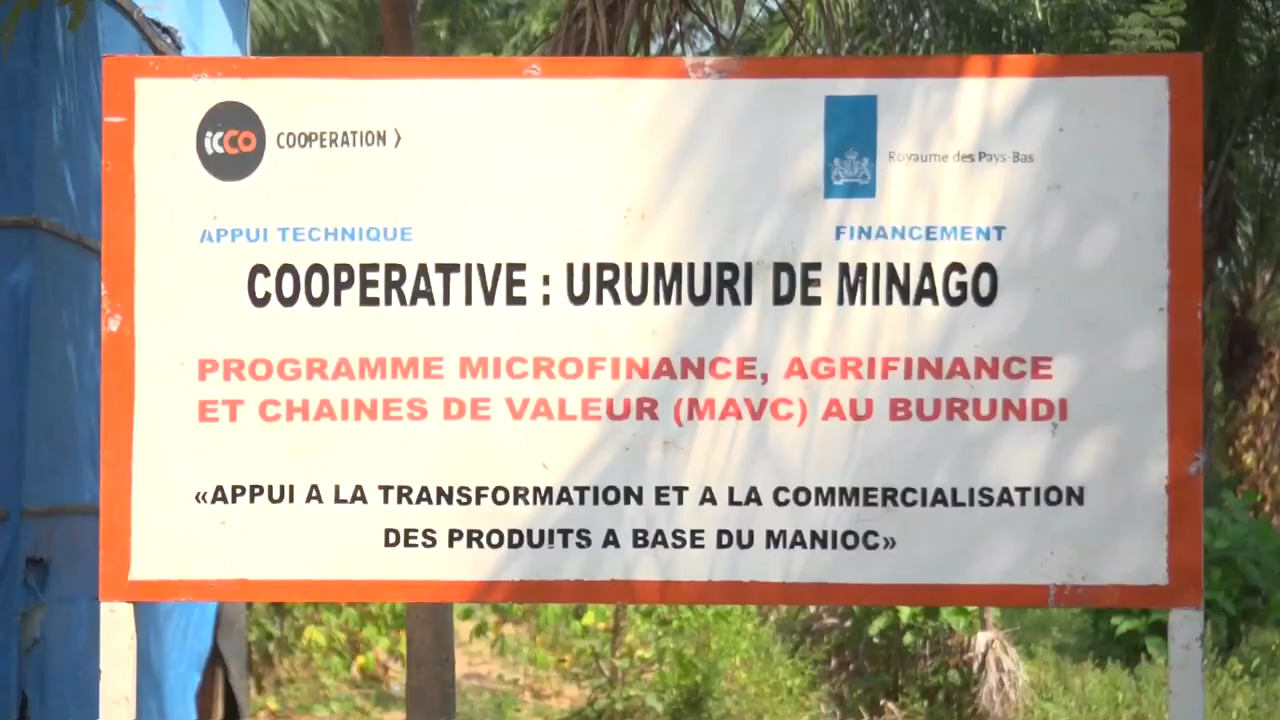 icco COOPERATION
Royaume des Pays-Bas
APPUI TECHNIQUE
FINANCEMENT
COOPERATIVE : URUMURI DE MINAGO
PROGRAMME MICROFINANCE, AGRIFINANCE
ET CHAINES DE VALEUR (MAVC) AU BURUNDI
«APPUI A LA TRANSFORMATION ET A LA COMMERCIALISATION
DES PRODUITS A BASE DU MANIOC»